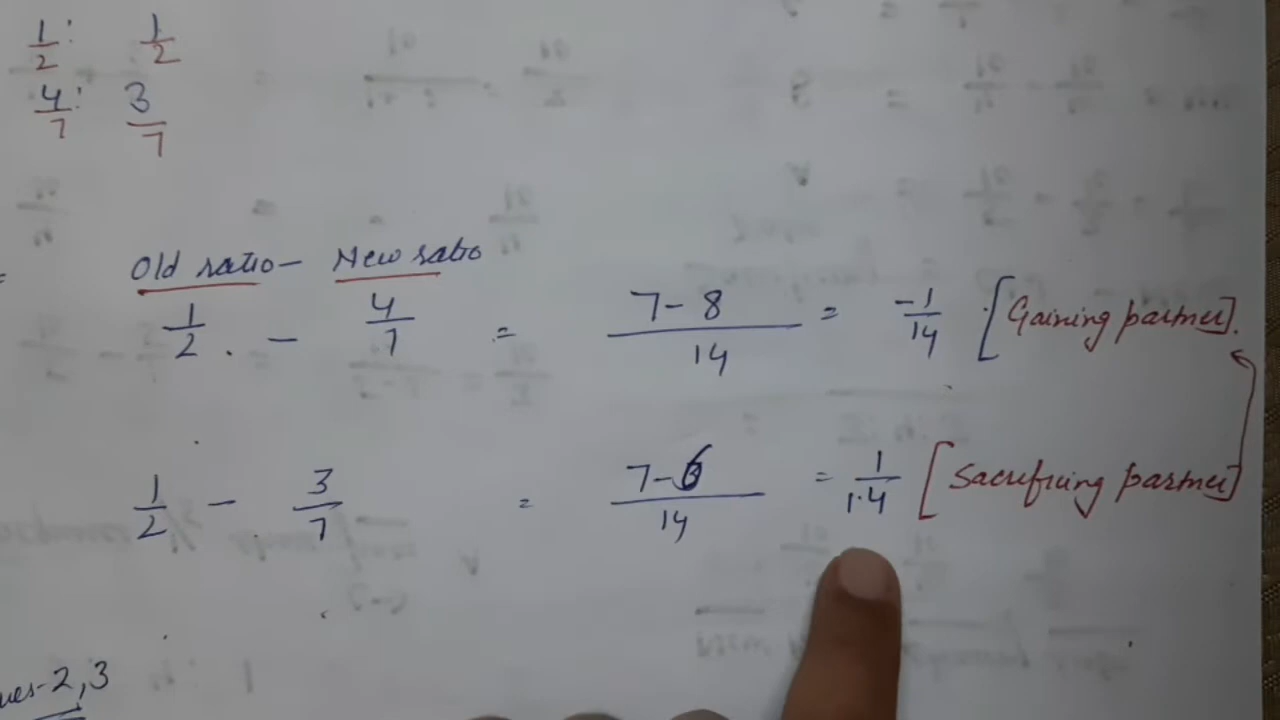 1/2 : 1/2
4/7 : 3/7
= Old ratio - New ratio
1/2 - 4/7 = 7-8/14 = -1/14 [Gaining partner].
1/2 - 3/7 = 7-6/14 = 1/14 [Sacrificing partner]
2,3